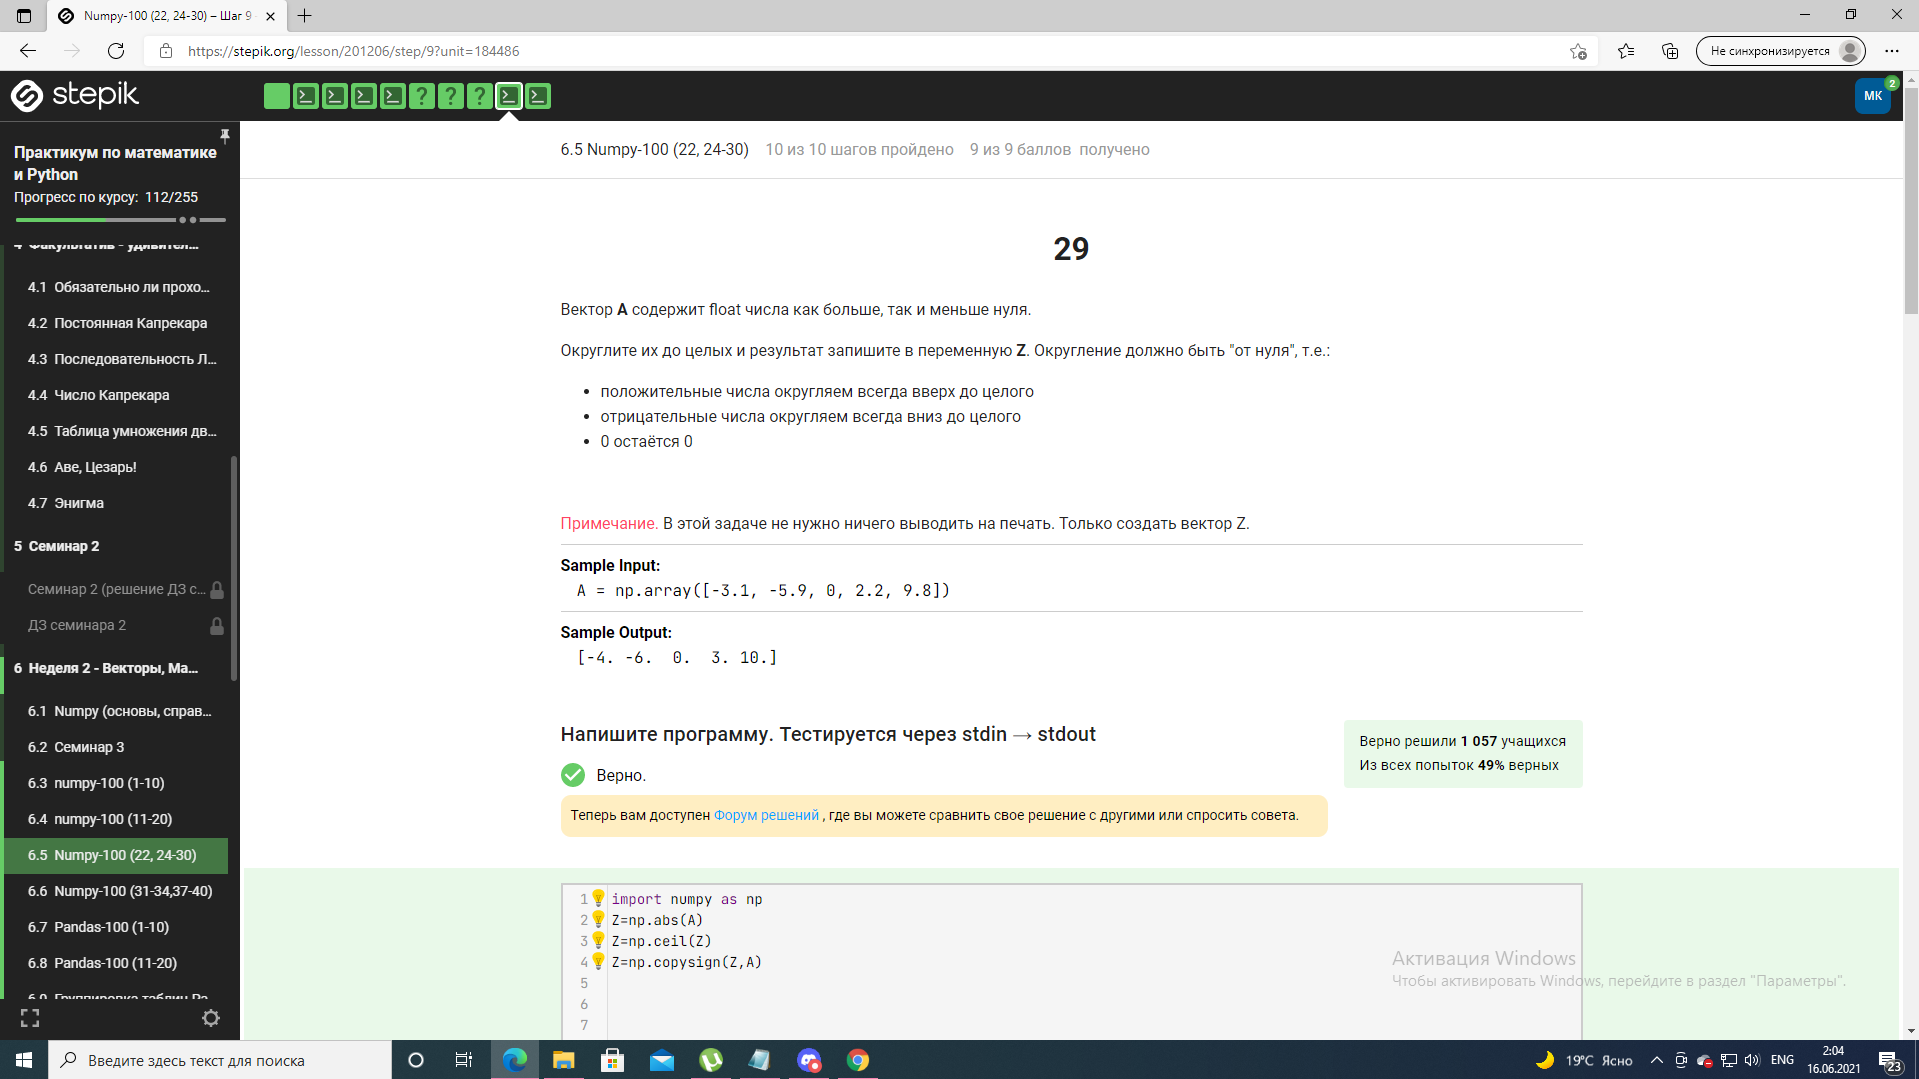 Numpy-100 (22, 24-30) – Шаг 9
https://stepik.org/lesson/201206/step/9?unit=184486
Не синхронизируется
stepik
МК
2
Практикум по математике
и Python
Прогресс по курсу: 112/255
4 Факультатив - удивител...
4.1 Обязательно ли прохо...
4.2 Постоянная Капрекара
4.3 Последовательность Л...
4.4 Число Капрекара
4.5 Таблица умножения дв...
4.6 Аве, Цезарь!
4.7 Энигма
5 Семинар 2
Семинар 2 (решение ДЗ с...
ДЗ семинара 2
6 Неделя 2 - Векторы, Ма...
6.1 Numpy (основы, справ...
6.2 Семинар 3
6.3 numpy-100 (1-10)
6.4 numpy-100 (11-20)
6.5 Numpy-100 (22, 24-30)
6.6 Numpy-100 (31-34,37-40)
6.7 Pandas-100 (1-10)
6.8 Pandas-100 (11-20)
6.9 Группировка таблиц Pa...
6.5 Numpy-100 (22, 24-30) 10 из 10 шагов пройдено 9 из 9 баллов получено
29
Вектор A содержит float числа как больше, так и меньше нуля.
Округлите их до целых и результат запишите в переменную Z. Округление должно быть "от нуля", т.е.:
• положительные числа округляем всегда вверх до целого
• отрицательные числа округляем всегда вниз до целого
• 0 остаётся 0
Примечание. В этой задаче не нужно ничего выводить на печать. Только создать вектор Z.
Sample Input:
A = np.array([-3.1, -5.9, 0, 2.2, 9.8])
Sample Output:
[-4. -6.  0.  3. 10.]
Напишите программу. Тестируется через stdin → stdout
Верно.
Верно решили 1 057 учащихся
Из всех попыток 49% верных
Теперь вам доступен Форум решений , где вы можете сравнить свое решение с другими или спросить совета.
1 import numpy as np
2 Z=np.abs(A)
3 Z=np.ceil(Z)
4 Z=np.copysign(Z,A)
5
6
7
Активация Windows
Чтобы активировать Windows, перейдите в раздел "Параметры".
Введите здесь текст для поиска
19°C Ясно
ENG
2:04
16.06.2021
23